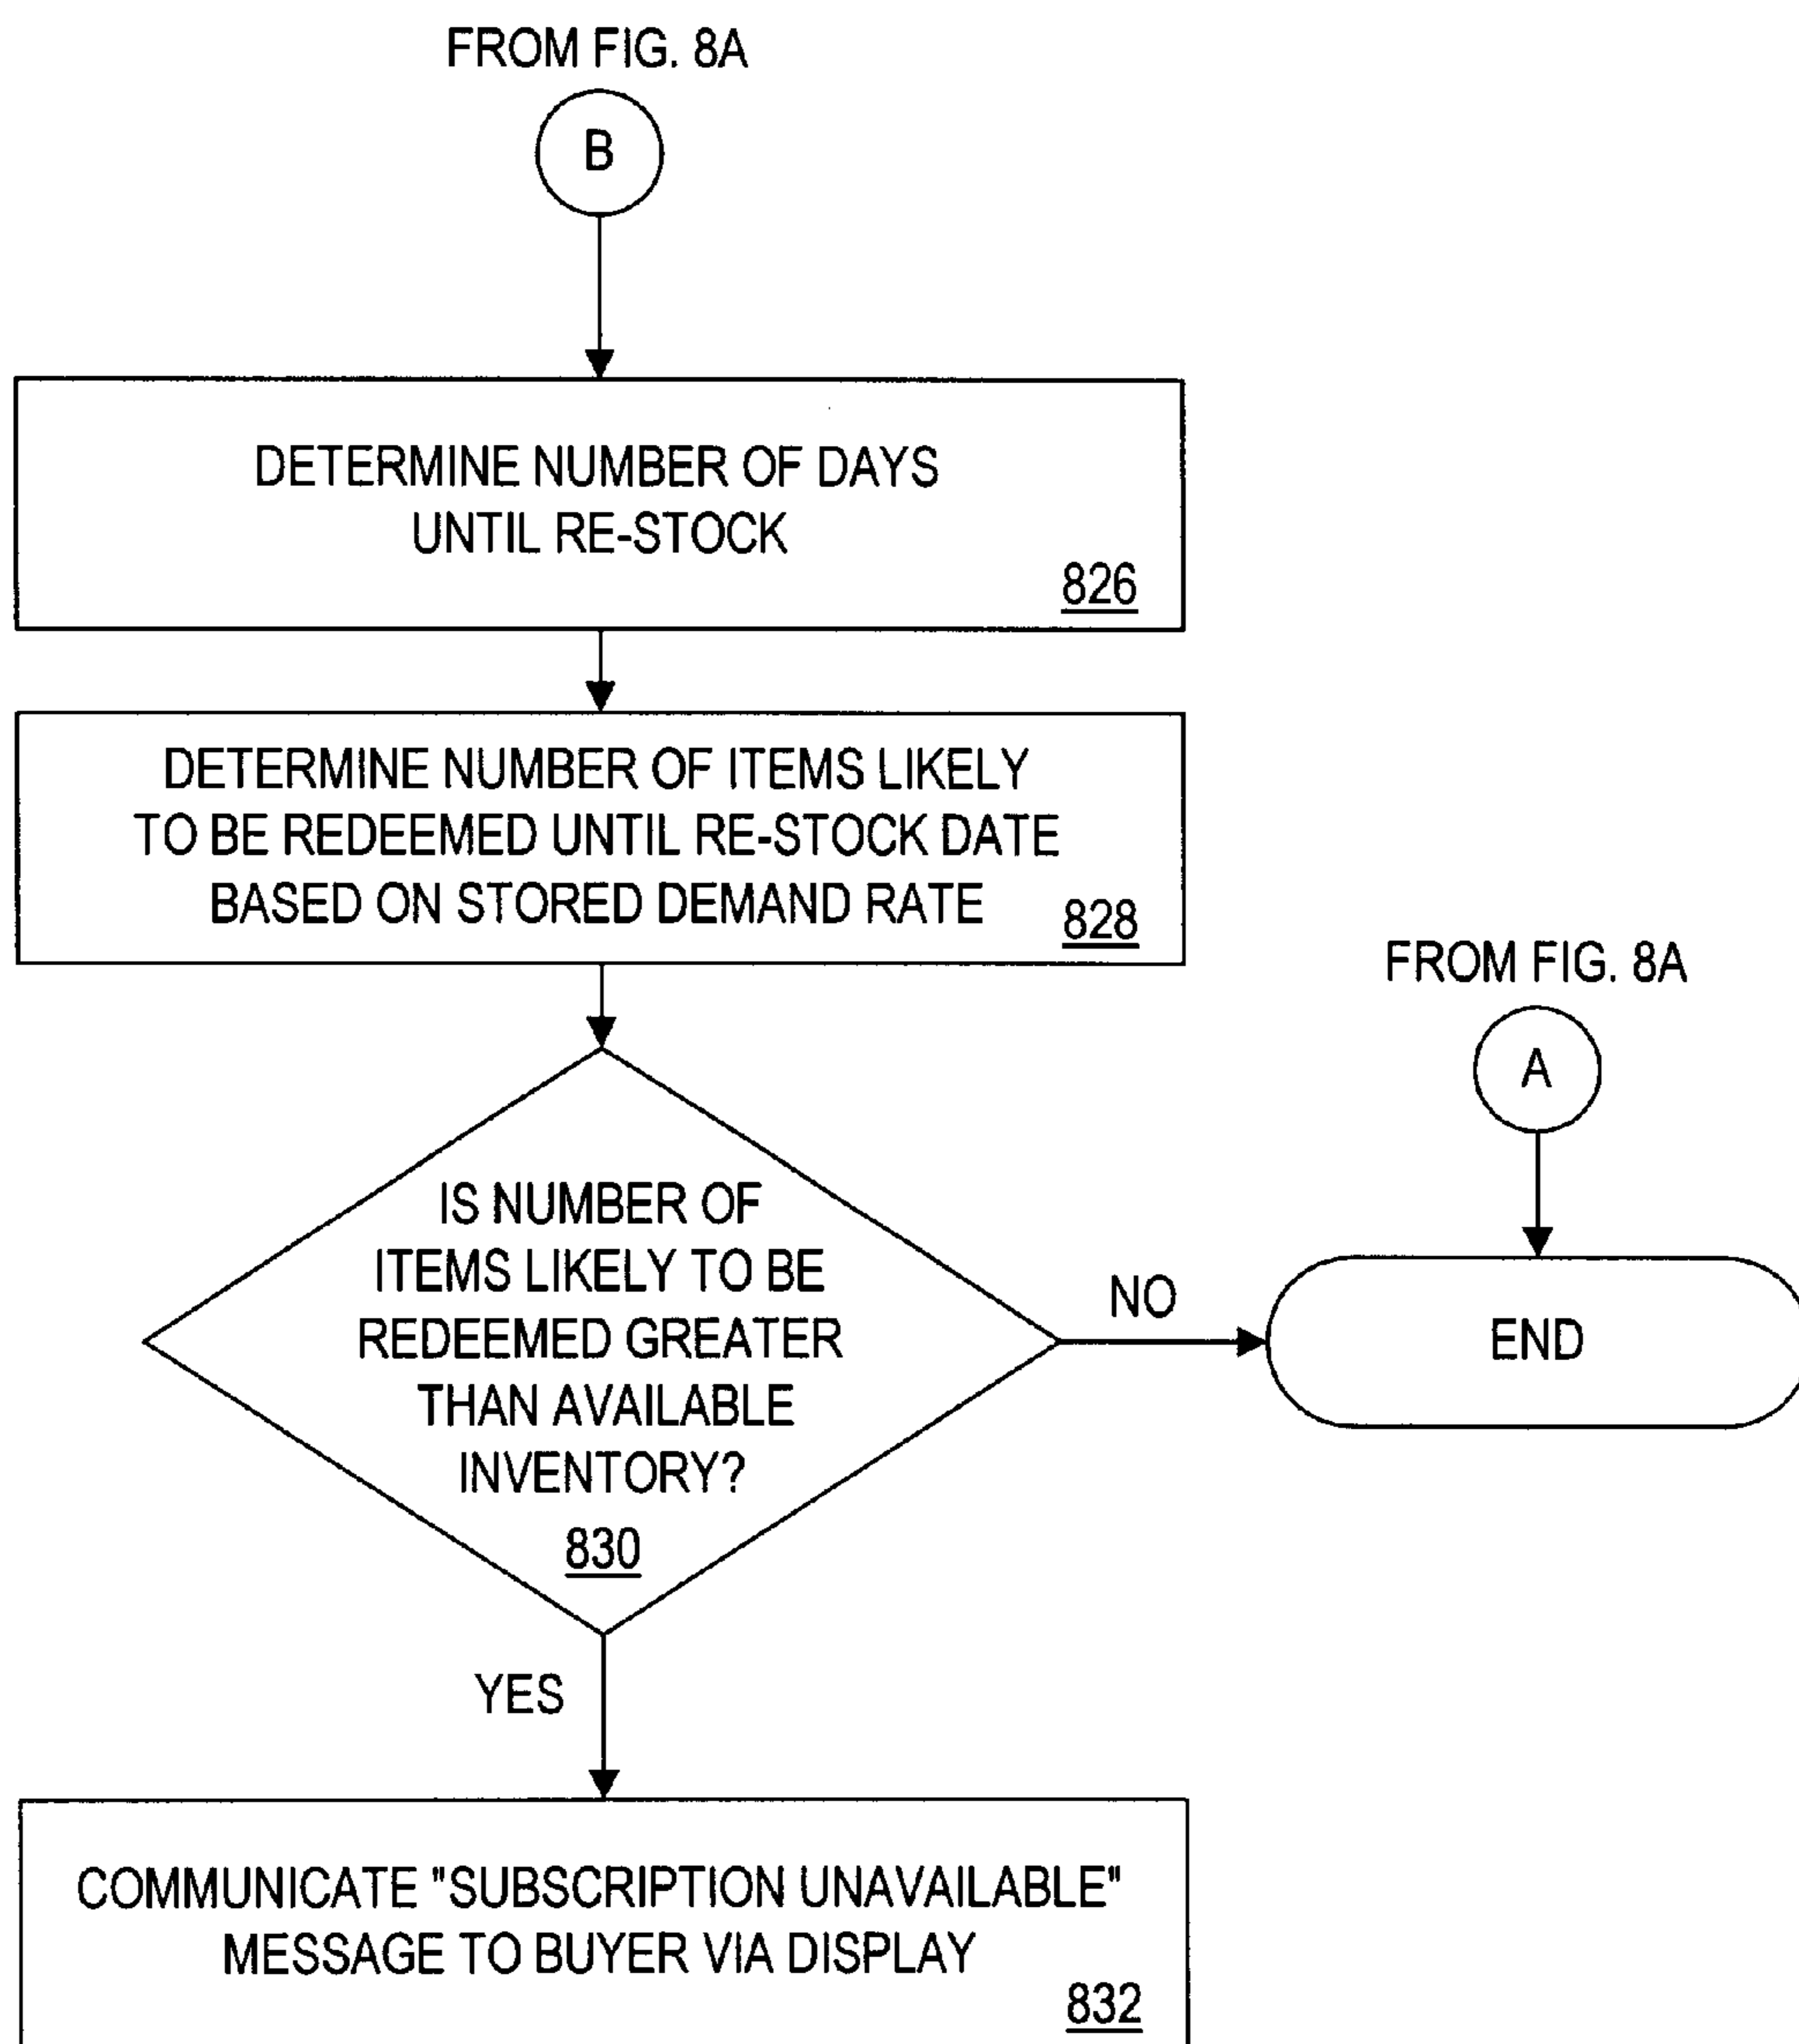 FROM FIG. 8A
B
DETERMINE NUMBER OF DAYS
UNTIL RE-STOCK
826
DETERMINE NUMBER OF ITEMS LIKELY
TO BE REDEEMED UNTIL RE-STOCK DATE
BASED ON STORED DEMAND RATE
828
FROM FIG. 8A
A
IS NUMBER OF
ITEMS LIKELY TO BE
REDEEMED GREATER
THAN AVAILABLE
INVENTORY?
830
NO
END
YES
COMMUNICATE "SUBSCRIPTION UNAVAILABLE"
MESSAGE TO BUYER VIA DISPLAY
832